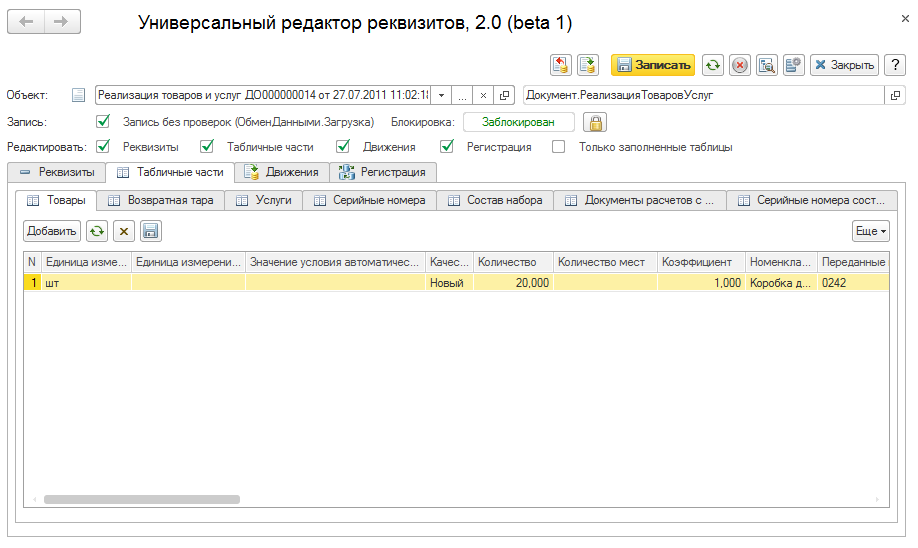 Универсальный редактор реквизитов, 2.0 (beta 1)
Записать Закрыть ?
Объект: Реализация товаров и услуг ДО000000014 от 27.07.2011 11:02:18 ... Документ.РеализацияТоваровУслуг
Запись: Запись без проверок (ОбменДанными.Загрузка) Блокировка: Заблокирован
Редактировать: Реквизиты Табличные части Движения Регистрация Только заполненные таблицы
Реквизиты Табличные части Движения Регистрация
Товары Возвратная тара Услуги Серийные номера Состав набора Документы расчетов с ... Серийные номера сост...
Добавить Еще
N Единица изме... Единица измерени... Значение условия автоматичес... Качес... Количество Количество мест Коэффициент Номенкла... Переданные
1 шт Новый 20,000 1,000 Коробка д... 0242